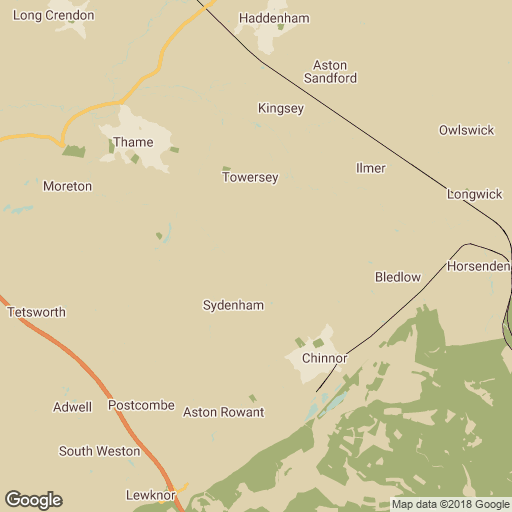 Long Crendon
Haddenham
Aston
Sandford
Kingsey
Owlswick
Thame
Ilmer
Towersey
Moreton
Longwick
Horsenden
Bledlow
Sydenham
Tetsworth
Chinnor
Adwell
Postcombe
Aston Rowant
South Weston
Lewknor
Google
Google
Map data ©2018 Google